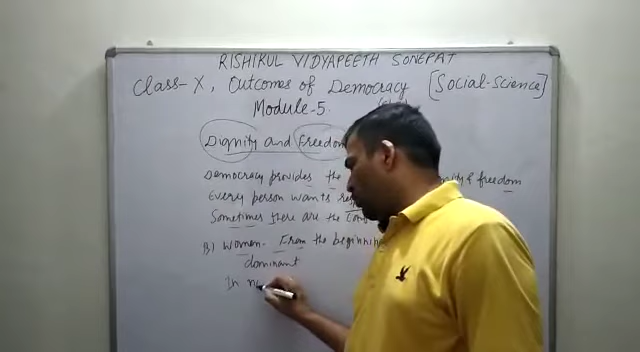 RISHIKUL VIDYAPEETH SONEPAT
Class-X, Outcomes of Democracy [Social-Science]
Module-5.
Dignity and Freedom
Democracy provides the & freedom
Every person wants
Sometimes there are the
B) Women- From the beginning
dominant
In